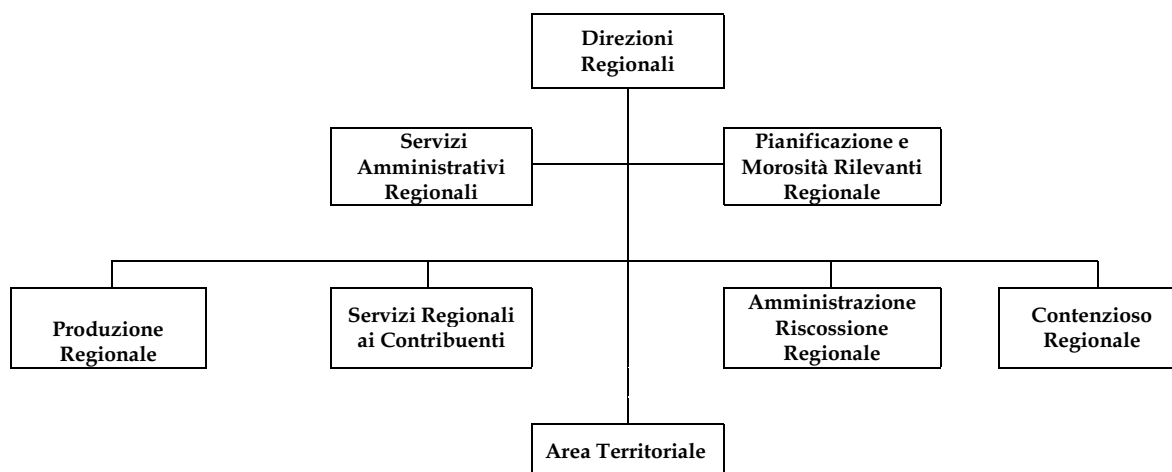 Direzioni
Regionali
Servizi
Amministrativi
Regionali
Pianificazione e
Morosità Rilevanti
Regionale
Produzione
Regionale
Servizi Regionali
ai Contribuenti
Amministrazione
Riscossione
Regionale
Contenzioso
Regionale
Area Territoriale